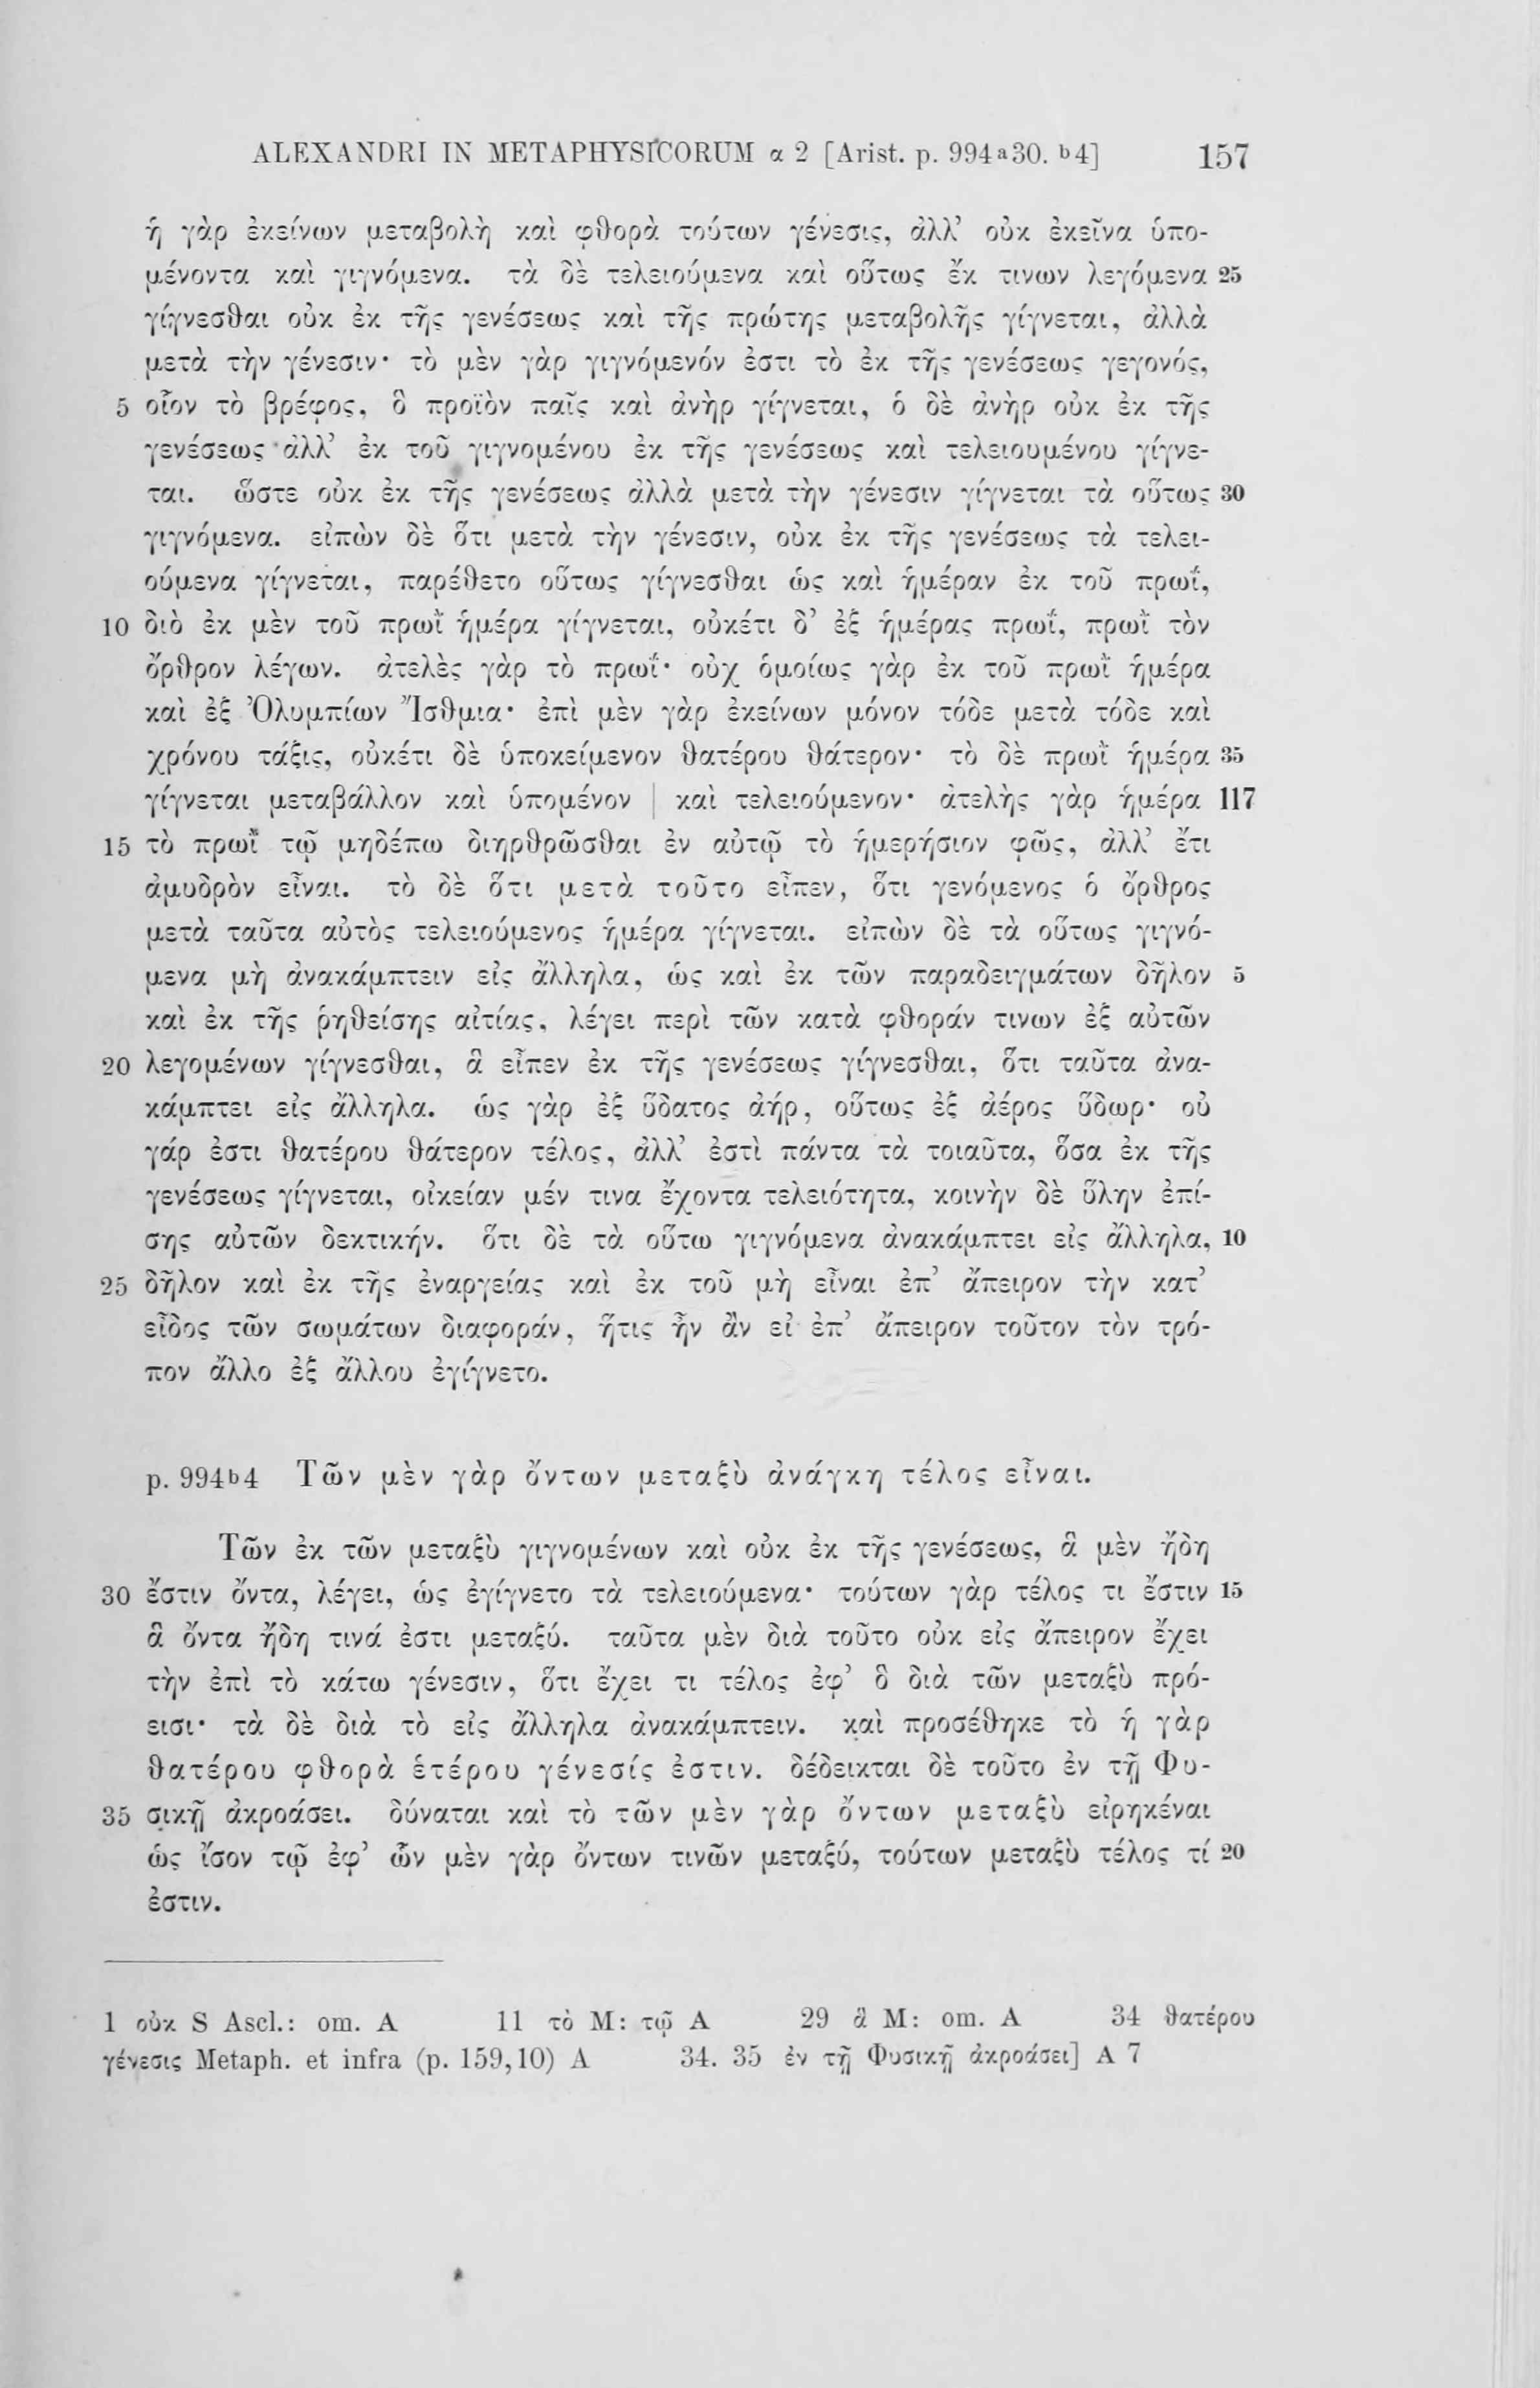 ALEXANDRI IN METAPHYSICORUM α 2 [Arist. p. 994a30. b4] 157
ἡ γὰρ ἐκείνων μεταβολὴ καὶ φθορὰ τούτων γένεσις, ἀλλ’ οὐκ ἐκεῖνα ὑπο-
μένοντα καὶ γιγνόμενα. τὰ δὲ τελειούμενα καὶ οὕτως ἔκ τινων λεγόμενα 25
γίγνεσθαι οὐκ ἐκ τῆς γενέσεως καὶ τῆς πρώτης μεταβολῆς γίγνεται, ἀλλὰ
μετὰ τὴν γένεσιν· τὸ μὲν γὰρ γιγνόμενόν ἐστι τὸ ἐκ τῆς γενέσεως γεγονός,
5 οἷον τὸ βρέφος, ὃ προϊὸν παῖς καὶ ἀνὴρ γίγνεται, ὁ δὲ ἀνὴρ οὐκ ἐκ τῆς
γενέσεως ἀλλ’ ἐκ τοῦ γιγνομένου ἐκ τῆς γενέσεως καὶ τελειουμένου γίγνε-
ται. ὥστε οὐκ ἐκ τῆς γενέσεως ἀλλὰ μετὰ τὴν γένεσιν γίγνεται τὰ οὕτως 30
γιγνόμενα. εἰπὼν δὲ ὅτι μετὰ τὴν γένεσιν, οὐκ ἐκ τῆς γενέσεως τὰ τελει-
ούμενα γίγνεται, παρέθετο οὕτως γίγνεσθαι ὡς καὶ ἡμέραν ἐκ τοῦ πρωΐ,
10 διὸ ἐκ μὲν τοῦ πρωῒ ἡμέρα γίγνεται, οὐκέτι δ’ ἐξ ἡμέρας πρωΐ, πρωῒ τὸν
ὄρθρον λέγων. ἀτελὲς γὰρ τὸ πρωΐ· οὐχ ὁμοίως γὰρ ἐκ τοῦ πρωῒ ἡμέρα
καὶ ἐξ Ὀλυμπίων Ἴσθμια· ἐπὶ μὲν γὰρ ἐκείνων μόνον τόδε μετὰ τόδε καὶ
χρόνου τάξις, οὐκέτι δὲ ὑποκείμενον θατέρου θάτερον· τὸ δὲ πρωῒ ἡμέρα 35
γίγνεται μεταβάλλον καὶ ὑπομένον | καὶ τελειούμενον· ἀτελὴς γὰρ ἡμέρα 117
15 τὸ πρωῒ τῷ μηδέπω διηρθρῶσθαι ἐν αὐτῷ τὸ ἡμερήσιον φῶς, ἀλλ’ ἔτι
ἀμυδρὸν εἶναι. τὸ δὲ ὅτι μετὰ τοῦτο εἶπεν, ὅτι γενόμενος ὁ ὄρθρος
μετὰ ταῦτα αὐτὸς τελειούμενος ἡμέρα γίγνεται. εἰπὼν δὲ τὰ οὕτως γιγνό-
μενα μὴ ἀνακάμπτειν εἰς ἄλληλα, ὡς καὶ ἐκ τῶν παραδειγμάτων δῆλον 5
καὶ ἐκ τῆς ῥηθείσης αἰτίας, λέγει περὶ τῶν κατὰ φθοράν τινων ἐξ αὐτῶν
20 λεγομένων γίγνεσθαι, ἃ εἶπεν ἐκ τῆς γενέσεως γίγνεσθαι, ὅτι ταῦτα ἀνα-
κάμπτει εἰς ἄλληλα. ὡς γὰρ ἐξ ὕδατος ἀήρ, οὕτως ἐξ ἀέρος ὕδωρ· οὐ
γάρ ἐστι θατέρου θάτερον τέλος, ἀλλ’ ἐστὶ πάντα τὰ τοιαῦτα, ὅσα ἐκ τῆς
γενέσεως γίγνεται, οἰκείαν μέν τινα ἔχοντα τελειότητα, κοινὴν δὲ ὕλην ἐπί-
σης αὐτῶν δεκτικήν. ὅτι δὲ τὰ οὕτω γιγνόμενα ἀνακάμπτει εἰς ἄλληλα, 10
25 δῆλον καὶ ἐκ τῆς ἐναργείας καὶ ἐκ τοῦ μὴ εἶναι ἐπ’ ἄπειρον τὴν κατ’
εἶδος τῶν σωμάτων διαφοράν, ἥτις ἦν ἂν εἰ ἐπ’ ἄπειρον τοῦτον τὸν τρό-
πον ἄλλο ἐξ ἄλλου ἐγίγνετο.
p. 994b4 Τῶν μὲν γὰρ ὄντων μεταξὺ ἀνάγκη τέλος εἶναι.
Τῶν ἐκ τῶν μεταξὺ γιγνομένων καὶ οὐκ ἐκ τῆς γενέσεως, ἃ μὲν ἤδη
30 ἔστιν ὄντα, λέγει, ὡς ἐγίγνετο τὰ τελειούμενα· τούτων γὰρ τέλος τι ἔστιν 15
ἃ ὄντα ἤδη τινά ἐστι μεταξύ. ταῦτα μὲν διὰ τοῦτο οὐκ εἰς ἄπειρον ἔχει
τὴν ἐπὶ τὸ κάτω γένεσιν, ὅτι ἔχει τι τέλος ἐφ’ ὃ διὰ τῶν μεταξὺ πρό-
εισι· τὰ δὲ διὰ τὸ εἰς ἄλληλα ἀνακάμπτειν. καὶ προσέθηκε τὸ ἡ γὰρ
θατέρου φθορὰ ἑτέρου γένεσίς ἐστιν. δέδεικται δὲ τοῦτο ἐν τῇ Φυ-
35 σικῇ ἀκροάσει. δύναται καὶ τὸ τῶν μὲν γὰρ ὄντων μεταξὺ εἰρηκέναι
ὡς ἴσον τῷ ἐφ’ ὧν μὲν γὰρ ὄντων τινῶν μεταξύ, τούτων μεταξὺ τέλος τί 20
ἐστιν.
1 οὐκ S Ascl.: om. A 11 τὸ M: τῷ A 29 ἃ M: om. A 34 θατέρου
γένεσις Metaph. et infra (p. 159,10) A 34. 35 ἐν τῇ Φυσικῇ ἀκροάσει] A 7